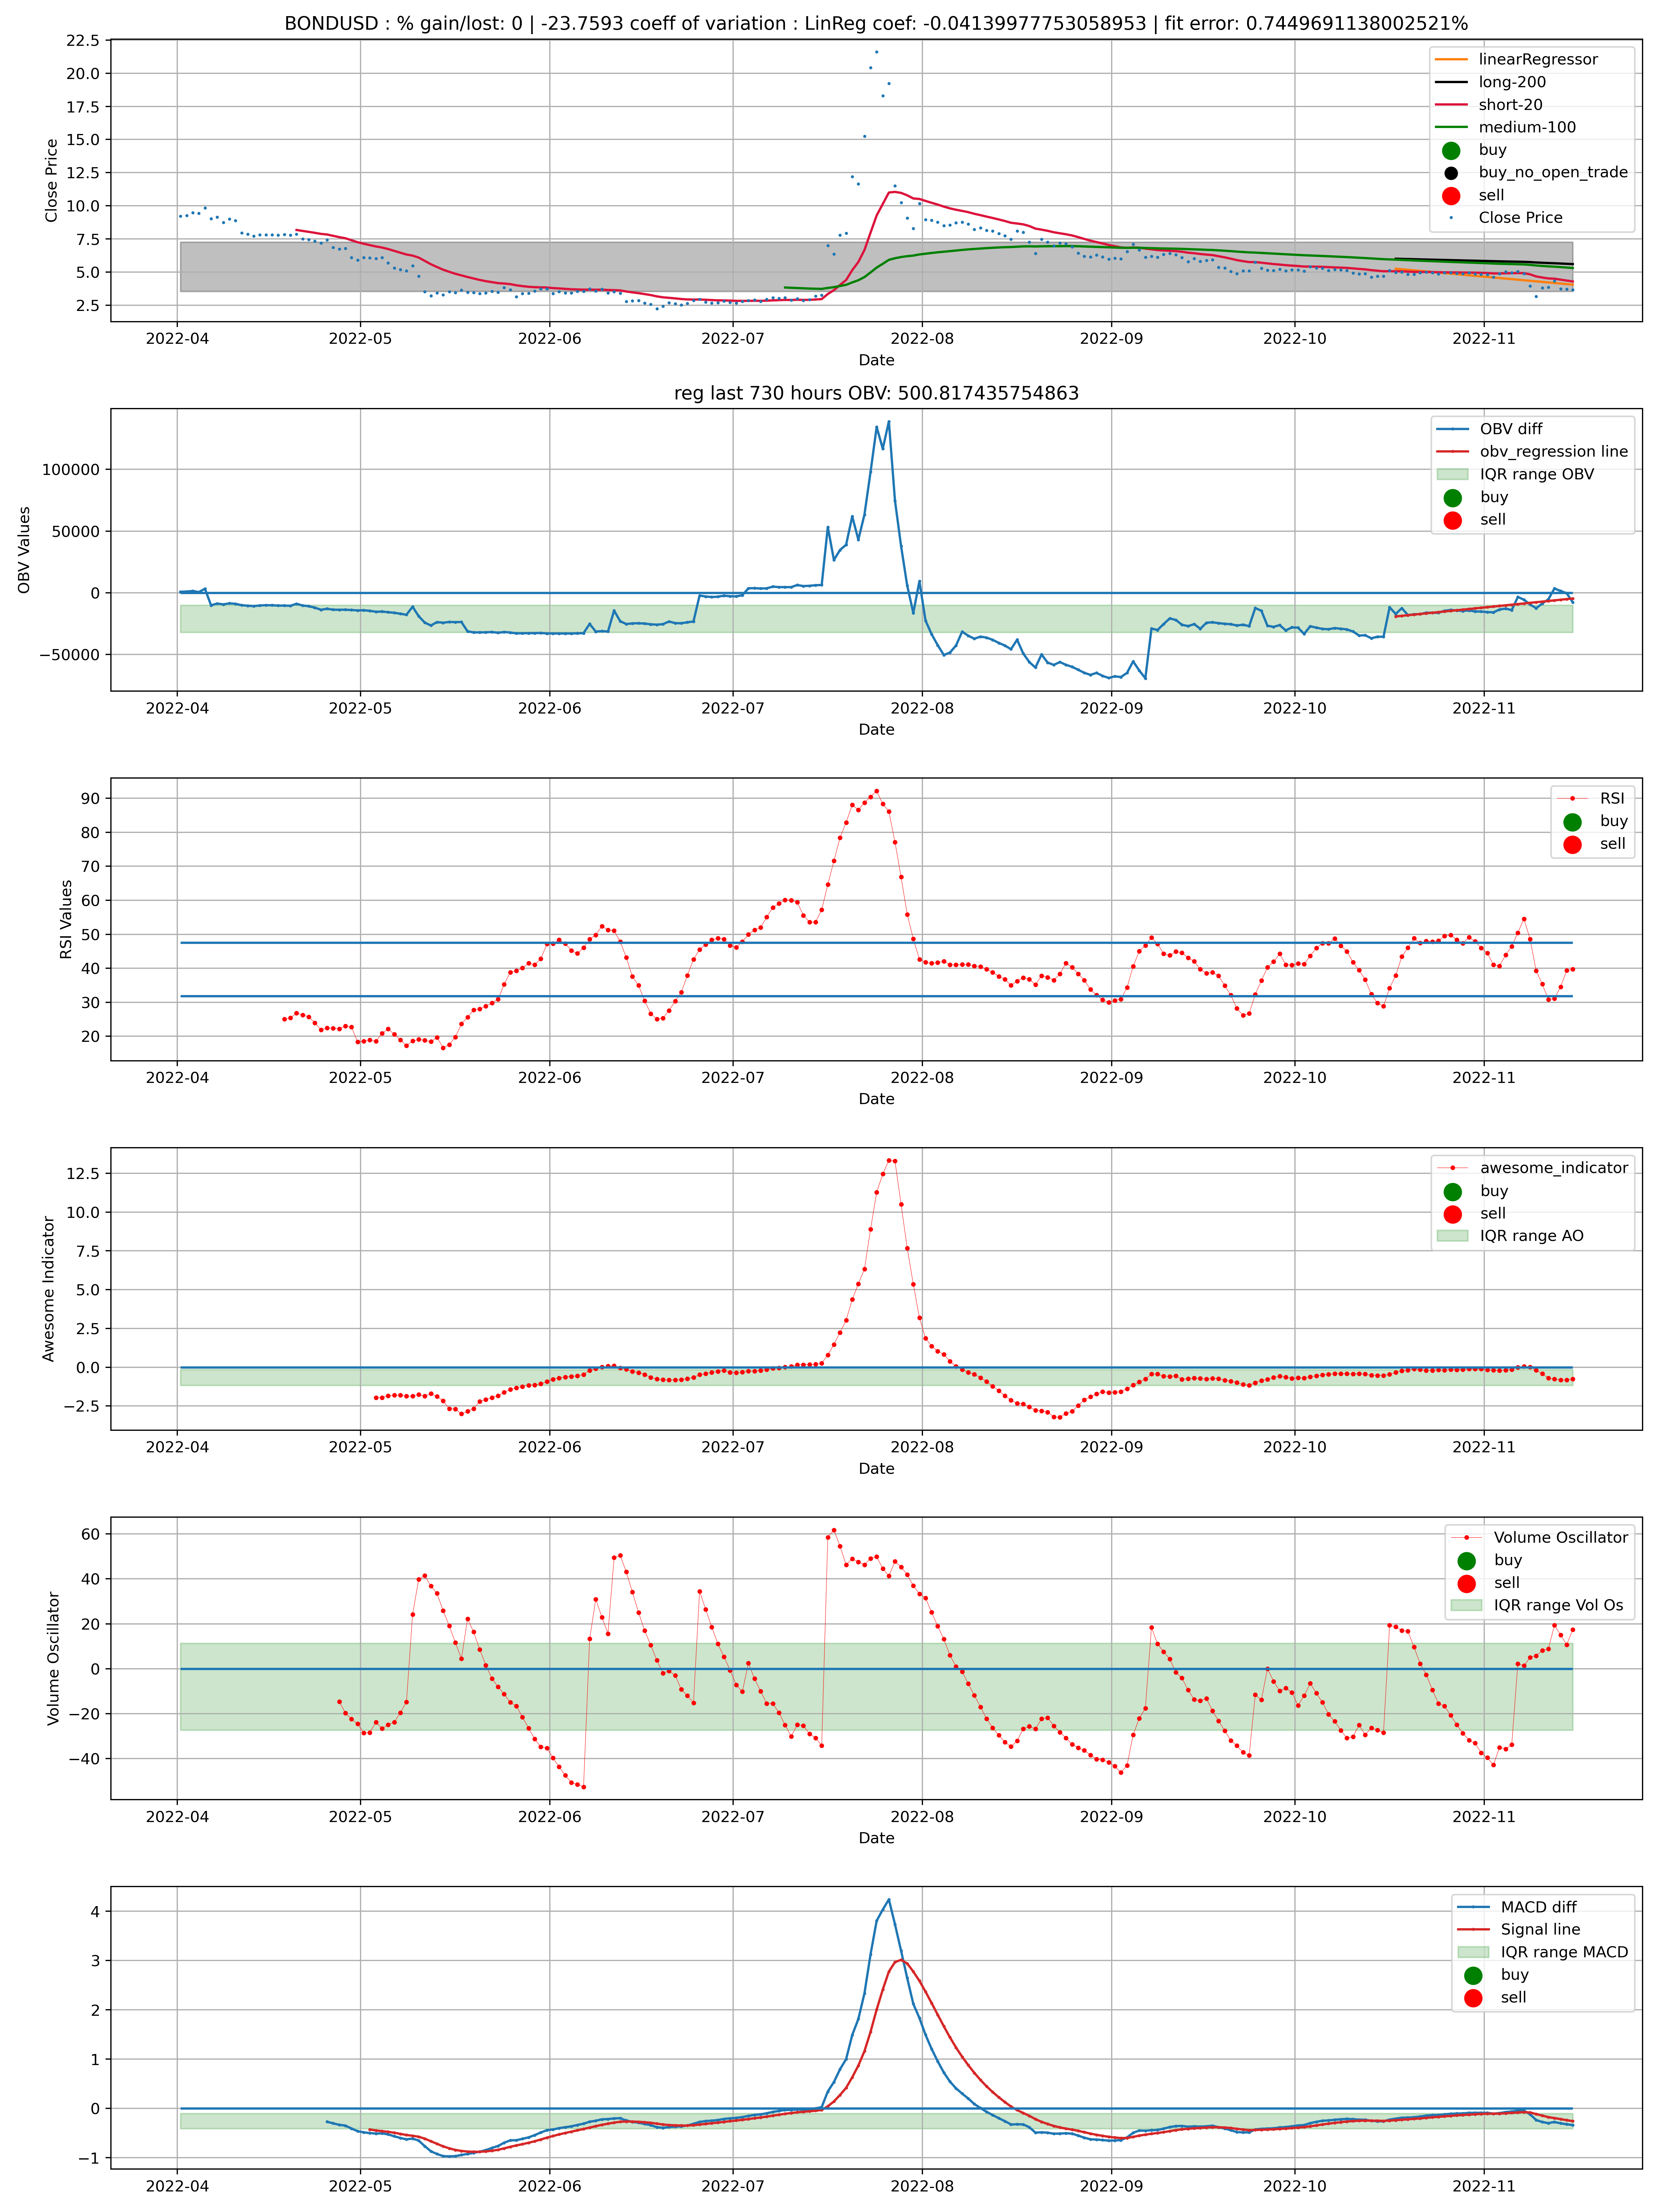 BONDUSD : % gain/lost: 0 | -23.7593 coeff of variation : LinReg coef: -0.04139977753058953 | fit error: 0.7449691138002521%
22.5
20.0
17.5
15.0
12.5
10.0
7.5
5.0
2.5
Close Price
linearRegressor
long-200
short-20
medium-100
buy
buy_no_open_trade
sell
Close Price
2022-04 2022-05 2022-06 2022-07 2022-08 2022-09 2022-10 2022-11
Date
reg last 730 hours OBV: 500.817435754863
100000
50000
0
−50000
OBV Values
OBV diff
obv_regression line
IQR range OBV
buy
sell
2022-04 2022-05 2022-06 2022-07 2022-08 2022-09 2022-10 2022-11
Date
90
80
70
60
50
40
30
20
RSI Values
RSI
buy
sell
2022-04 2022-05 2022-06 2022-07 2022-08 2022-09 2022-10 2022-11
Date
12.5
10.0
7.5
5.0
2.5
0.0
−2.5
Awesome Indicator
awesome_indicator
buy
sell
IQR range AO
2022-04 2022-05 2022-06 2022-07 2022-08 2022-09 2022-10 2022-11
Date
60
40
20
0
−20
−40
Volume Oscillator
Volume Oscillator
buy
sell
IQR range Vol Os
2022-04 2022-05 2022-06 2022-07 2022-08 2022-09 2022-10 2022-11
Date
4
3
2
1
0
−1
MACD diff
Signal line
IQR range MACD
buy
sell
2022-04 2022-05 2022-06 2022-07 2022-08 2022-09 2022-10 2022-11